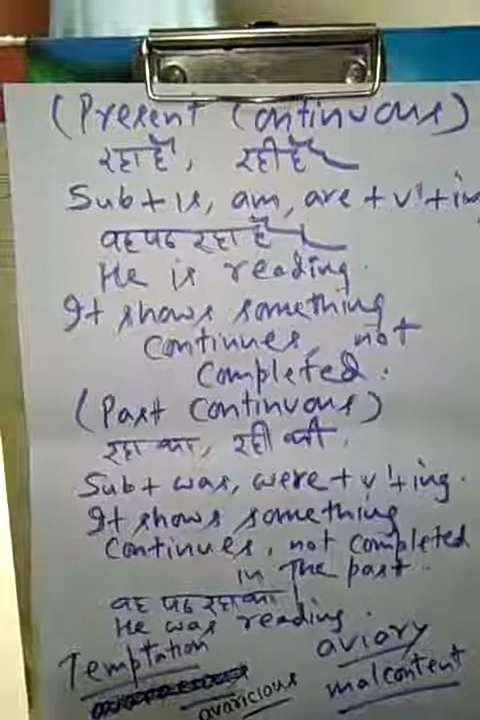 (Present Continuous)
रहा है, रही है
Sub + is, am, are + v¹ + in
वह पढ रहा है
He is reading.
It shows something
continues, not
completed.
(Past Continuous)
रहा था, रही थी.
Sub + was, were + v¹ + ing.
It shows something
continues, not completed
in the past.
वह पढ रहा था।
He was reading.
Temptation
aviary
avaricious
malcontent